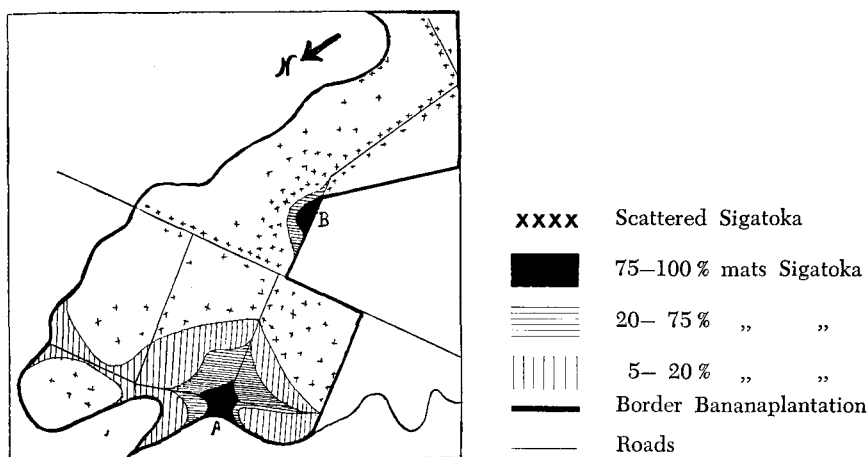 N
B
A
xxxx Scattered Sigatoka
75–100 % mats Sigatoka
20– 75 % „ „
5– 20 % „ „
Border Bananaplantation
Roads